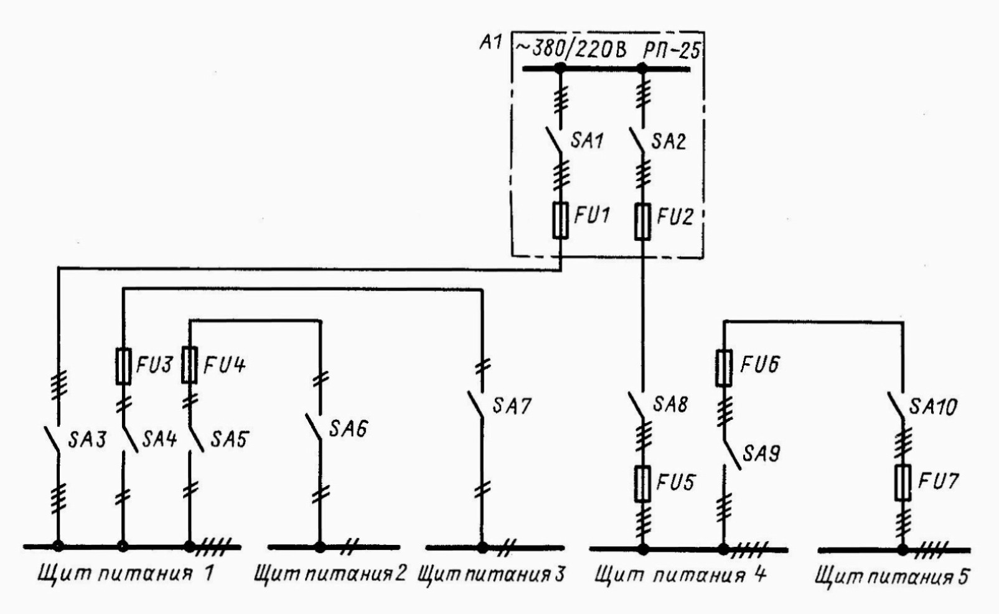 А1
~380/220В РП-25
SA1
SA2
FU1
FU2
FU3
FU4
FU6
SA3
SA4
SA5
SA6
SA7
SA8
SA9
SA10
FU5
FU7
Щит питания 1
Щит питания 2
Щит питания 3
Щит питания 4
Щит питания 5